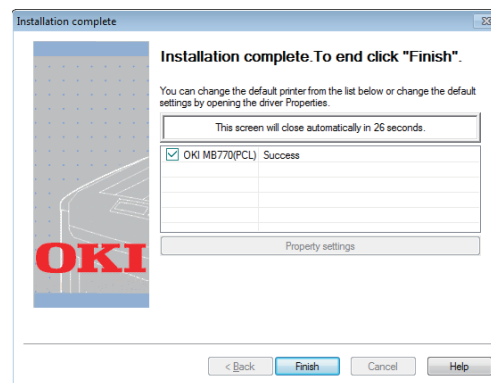 Installation complete
Installation complete.To end click "Finish".
You can change the default printer from the list below or change the default
settings by opening the driver Properties.
This screen will close automatically in 26 seconds.
OKI MB770(PCL) Success
Property settings
OKI
< Back Finish Cancel Help